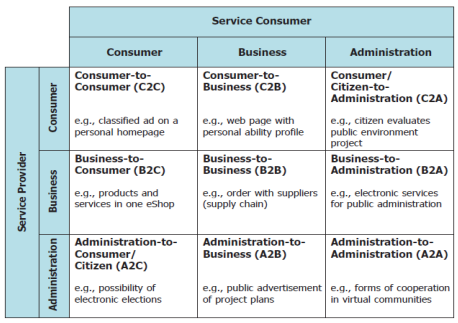 Service Consumer
Consumer
Business
Administration
Service Provider
Consumer
Consumer-to-
Consumer (C2C)
e.g., classified ad on a
personal homepage
Consumer-to-
Business (C2B)
e.g., web page with
personal ability profile
Consumer/
Citizen-to-
Administration (C2A)
e.g., citizen evaluates
public environment
project
Business
Business-to-
Consumer (B2C)
e.g., products and
services in one eShop
Business-to-
Business (B2B)
e.g., order with suppliers
(supply chain)
Business-to-
Administration (B2A)
e.g., electronic services
for public administration
Administration
Administration-to-
Consumer/
Citizen (A2C)
e.g., possibility of
electronic elections
Administration-to-
Business (A2B)
e.g., public advertisement
of project plans
Administration-to-
Administration (A2A)
e.g., forms of cooperation
in virtual communities